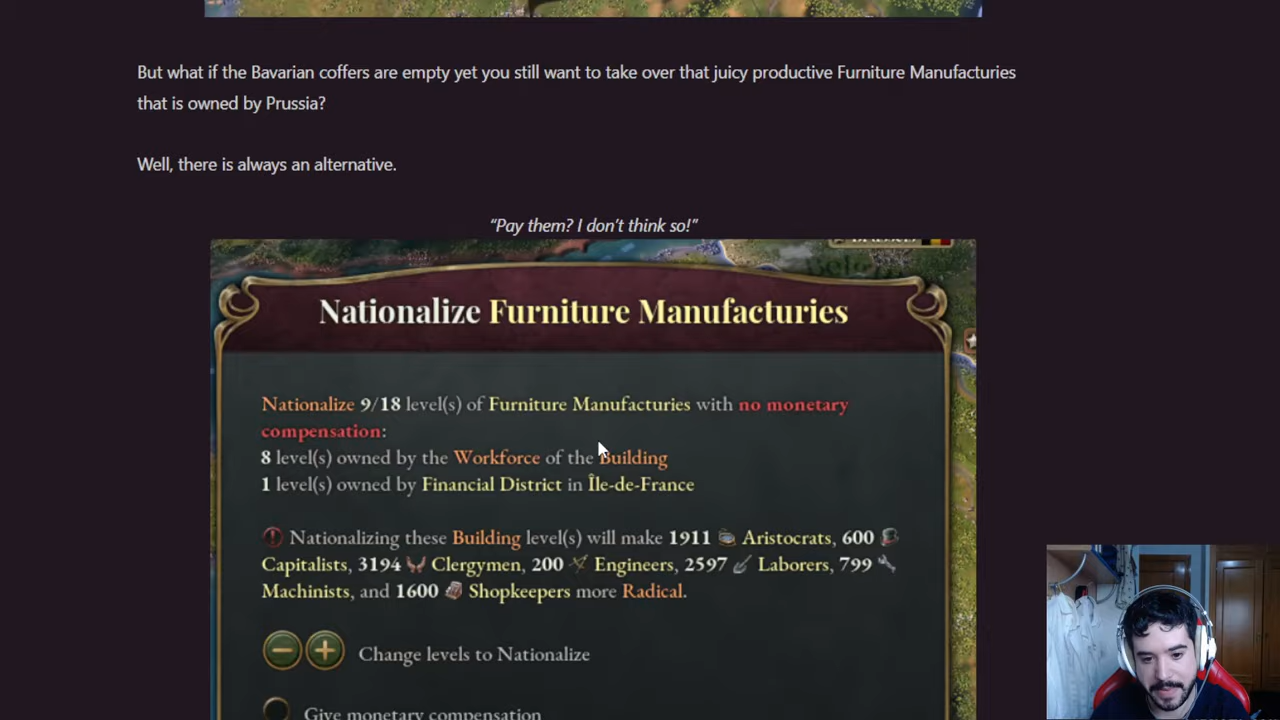 But what if the Bavarian coffers are empty yet you still want to take over that juicy productive Furniture Manufacturies
that is owned by Prussia?
Well, there is always an alternative.
“Pay them? I don't think so!”
Nationalize Furniture Manufacturies
Nationalize 9/18 level(s) of Furniture Manufacturies with no monetary
compensation:
8 level(s) owned by the Workforce of the Building
1 level(s) owned by Financial District in Île-de-France
Nationalizing these Building level(s) will make 1911 Aristocrats, 600
Capitalists, 3194 Clergymen, 200 Engineers, 2597 Laborers, 799
Machinists, and 1600 Shopkeepers more Radical.
Change levels to Nationalize
Give monetary compensation